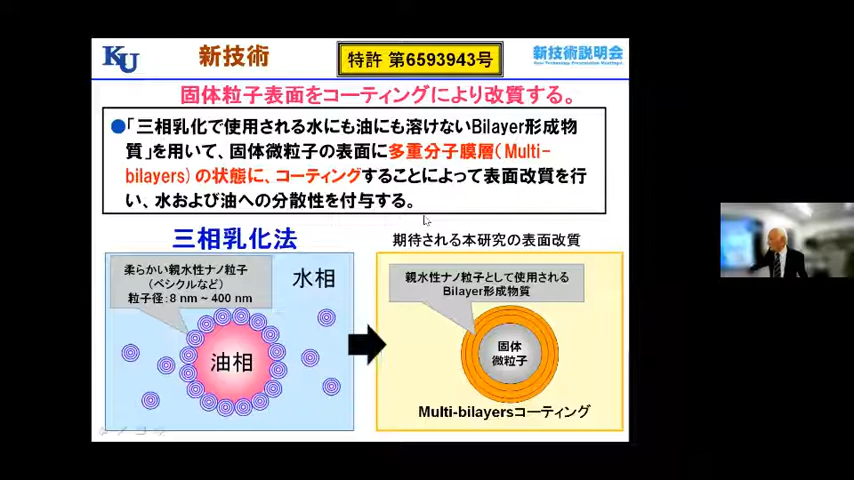 KU
新技術
特許 第6593943号
新技術説明会
New Technology Presentation Meetings!
固体粒子表面をコーティングにより改質する。
●「三相乳化で使用される水にも油にも溶けないBilayer形成物
質」を用いて、固体微粒子の表面に多重分子膜層(Multi-
bilayers)の状態に、コーティングすることによって表面改質を行
い、水および油への分散性を付与する。
三相乳化法
期待される本研究の表面改質
柔らかい親水性ナノ粒子
(ベシクルなど)
粒子径:8 nm ~ 400 nm
水相
油相
親水性ナノ粒子として使用される
Bilayer形成物質
固体
微粒子
Multi-bilayersコーティング